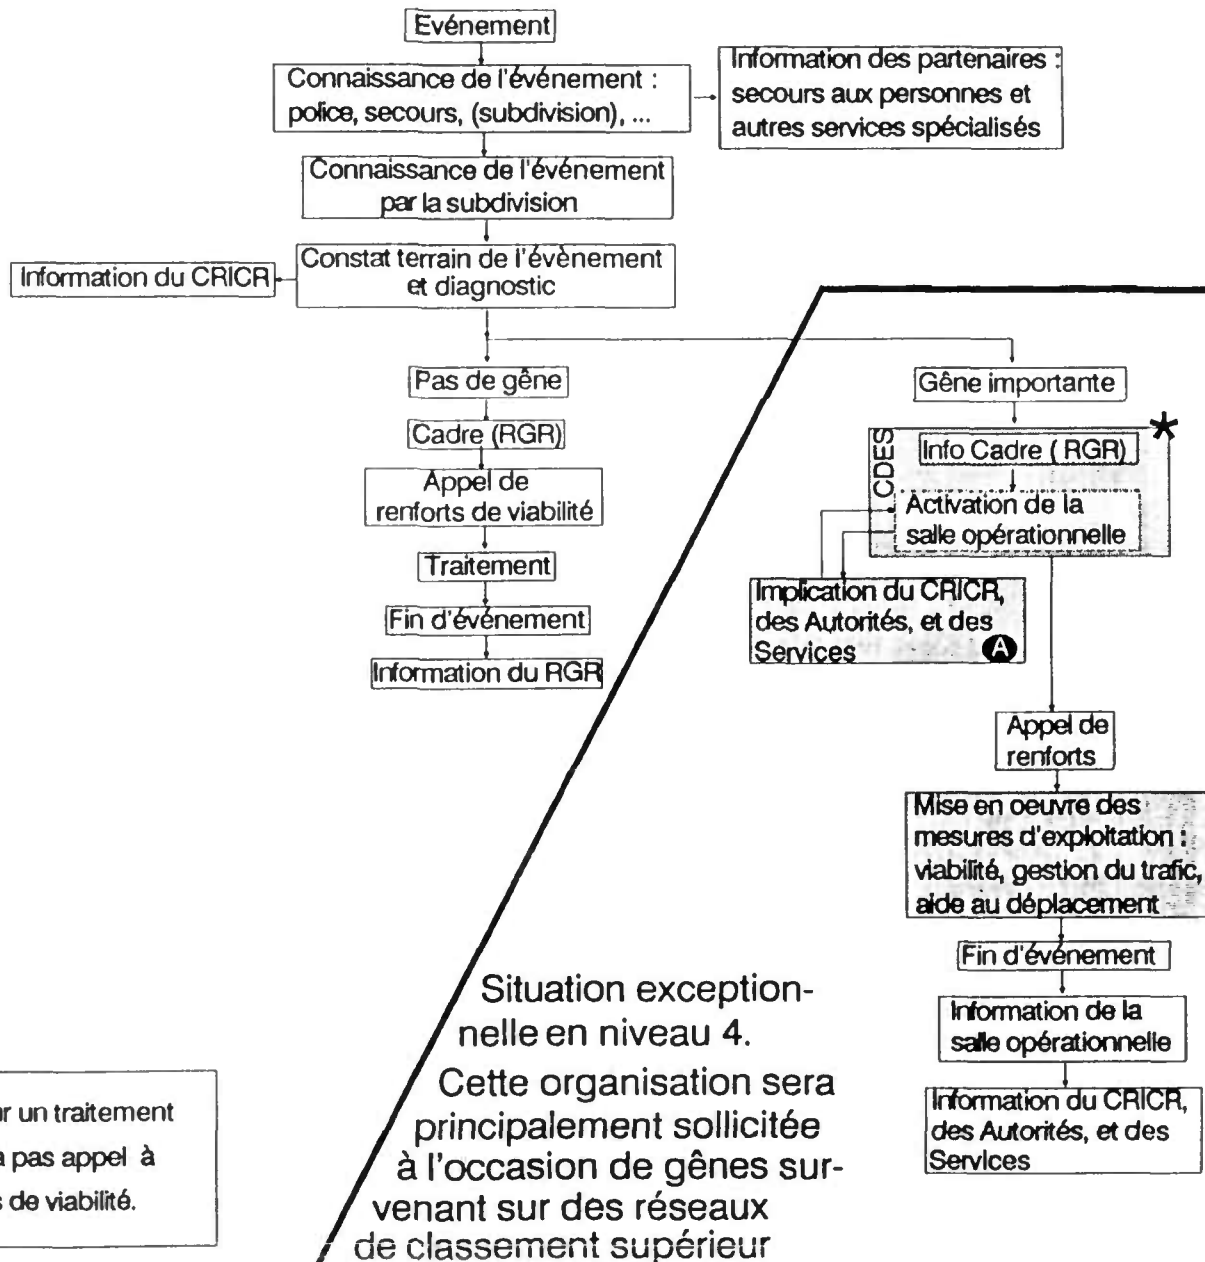 Evénement
Connaissance de l'événement :
police, secours, (subdivision), ...
Information des partenaires :
secours aux personnes et
autres services spécialisés
Connaissance de l'événement
par la subdivision
Information du CRICR
Constat terrain de l'évènement
et diagnostic
Pas de gêne
Cadre (RGR)
Appel de
renforts de viabilité
Traitement
Fin d'événement
Information du RGR
Gêne importante
CDES
Info Cadre ( RGR)
*
Activation de la
salle opérationnelle
Implication du CRICR,
des Autorités, et des
Services A
Appel de
renforts
Mise en oeuvre des
mesures d'exploitation :
viabilité, gestion du trafic,
aide au déplacement
Fin d'événement
Information de la
salle opérationnelle
Information du CRICR,
des Autorités, et des
Services
Situation exception-
nelle en niveau 4.
Cette organisation sera
principalement sollicitée
à l'occasion de gênes sur-
venant sur des réseaux
de classement supérieur
un traitement
pas appel à
de viabilité.